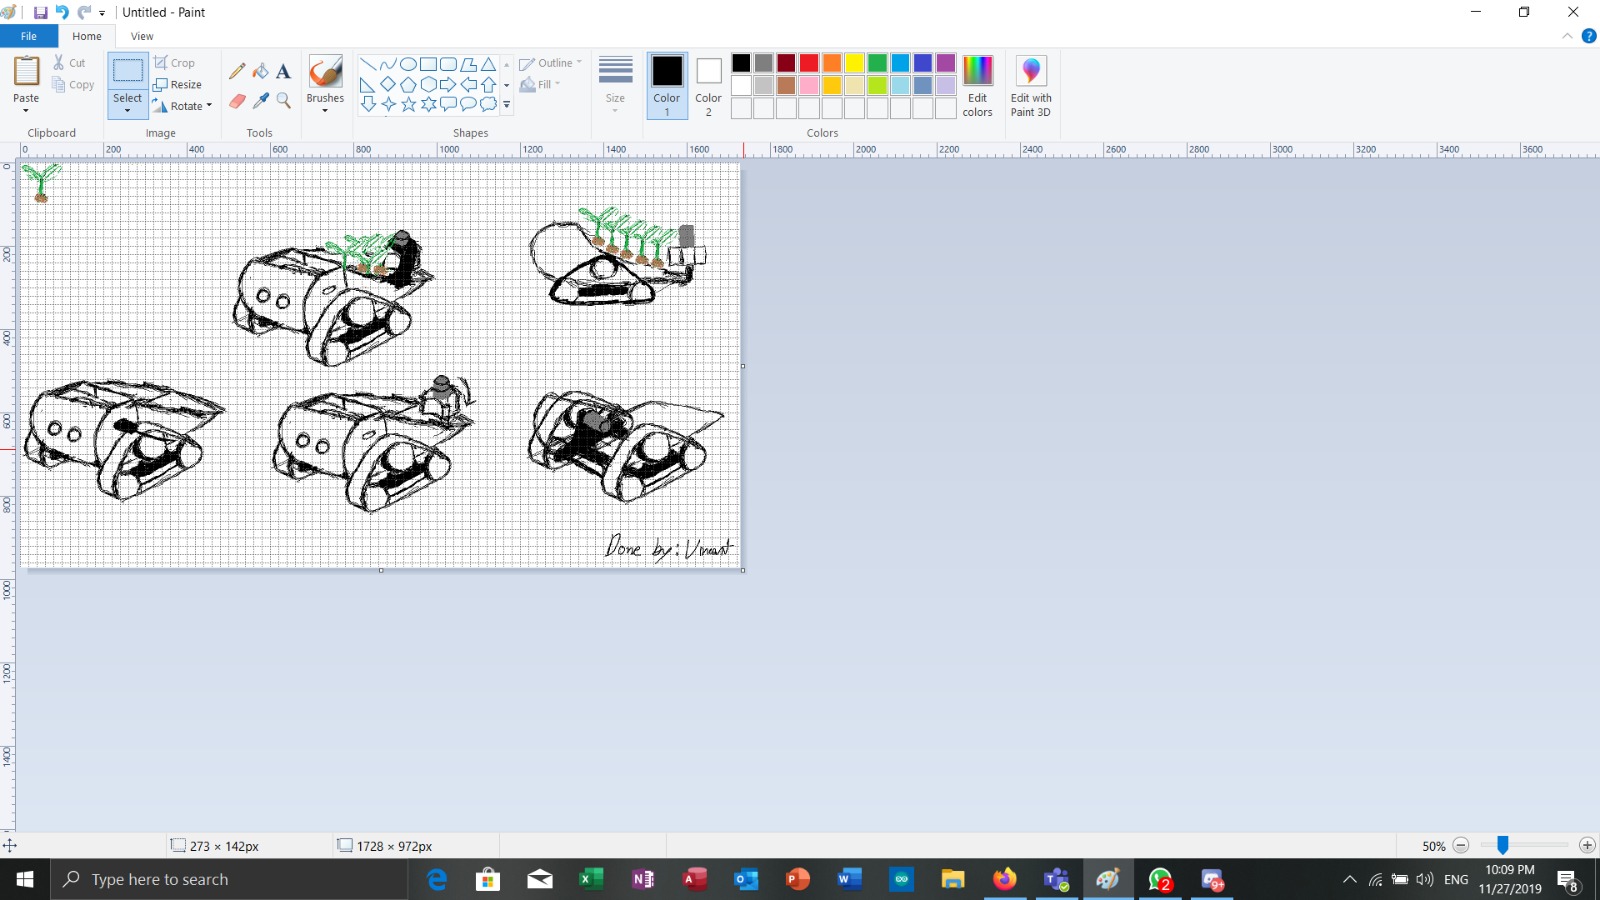 Untitled - Paint
File Home View
Paste
Cut
Copy
Clipboard
Select
Crop
Resize
Rotate
Image
A
Tools
Brushes
Shapes
Outline
Fill
Size
Color 1
Color 2
Edit colors
Colors
Edit with Paint 3D
0 200 400 600 800 1000 1200 1400 1600 1800 2000 2200 2400 2600 2800 3000 3200 3400 3600
0
200
400
600
800
1000
1200
1400
Done by:
273 × 142px 1728 × 972px 50%
Type here to search
2
9+
ENG
10:09 PM
11/27/2019
8